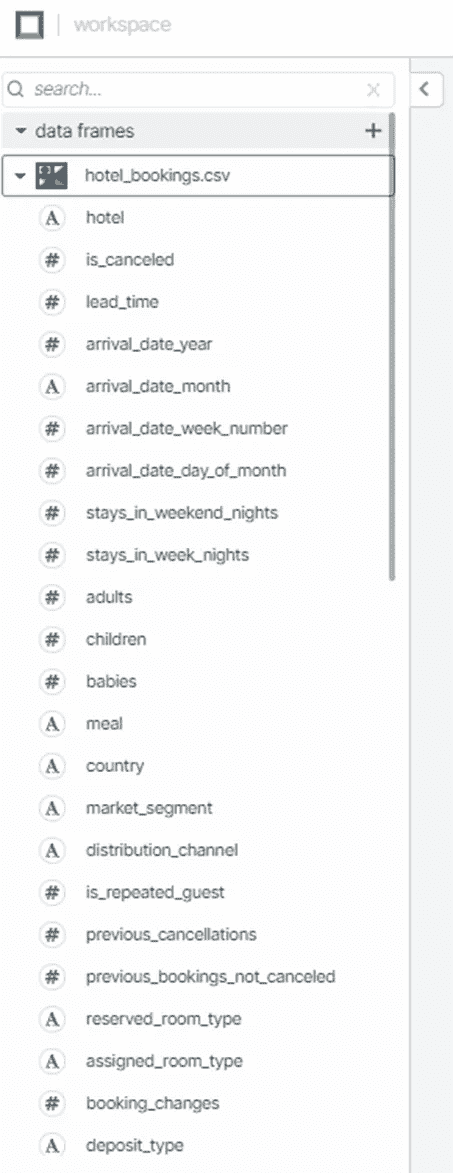 workspace
search...
data frames
hotel_bookings.csv
A hotel
# is_canceled
# lead_time
# arrival_date_year
A arrival_date_month
# arrival_date_week_number
# arrival_date_day_of_month
# stays_in_weekend_nights
# stays_in_week_nights
# adults
# children
# babies
A meal
A country
A market_segment
A distribution_channel
# is_repeated_guest
# previous_cancellations
# previous_bookings_not_canceled
A reserved_room_type
A assigned_room_type
# booking_changes
A deposit_type